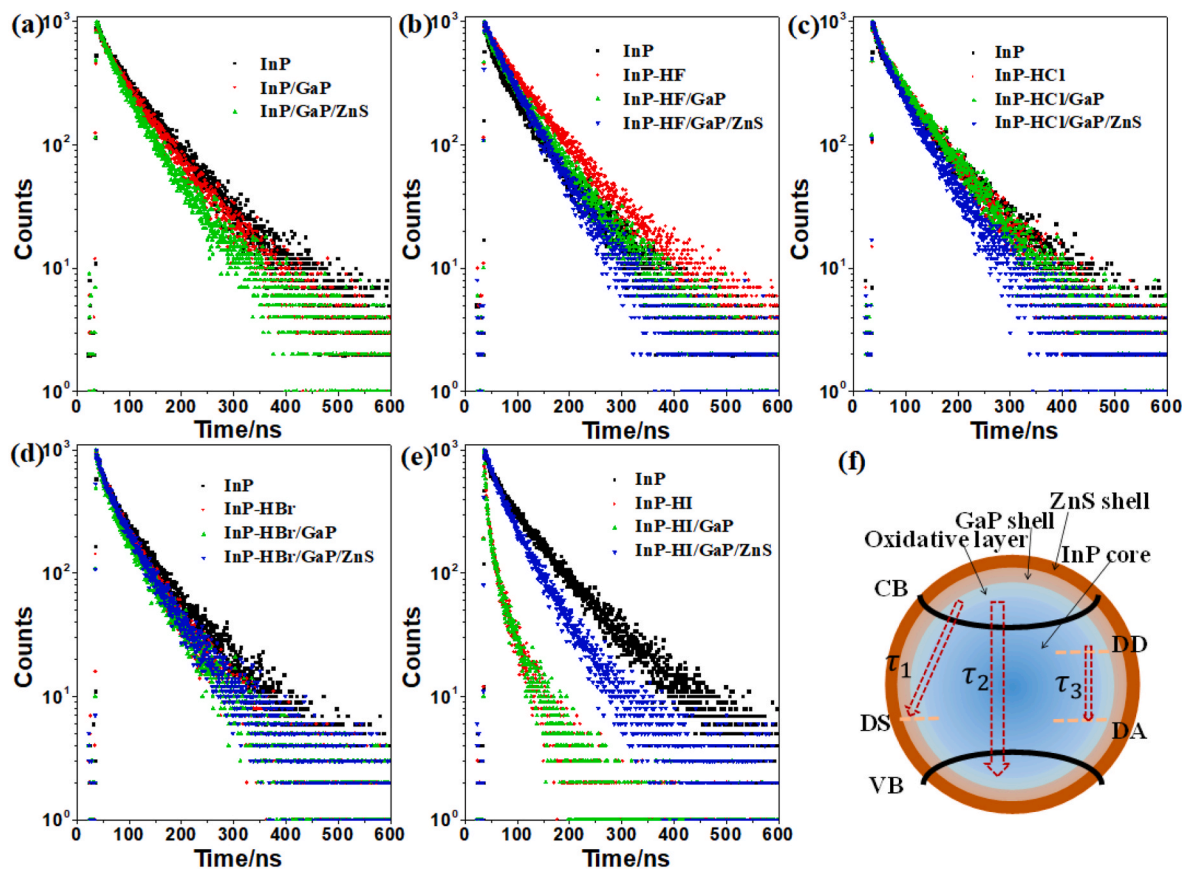 (a)
10³
10²
10¹
10⁰
Counts
InP
InP/GaP
InP/GaP/ZnS
0 100 200 300 400 500 600
Time/ns
(b)
10³
10²
10¹
10⁰
Counts
InP
InP-HF
InP-HF/GaP
InP-HF/GaP/ZnS
0 100 200 300 400 500 600
Time/ns
(c)
10³
10²
10¹
10⁰
Counts
InP
InP-HCl
InP-HCl/GaP
InP-HCl/GaP/ZnS
0 100 200 300 400 500 600
Time/ns
(d)
10³
10²
10¹
10⁰
Counts
InP
InP-HBr
InP-HBr/GaP
InP-HBr/GaP/ZnS
0 100 200 300 400 500 600
Time/ns
(e)
10³
10²
10¹
10⁰
Counts
InP
InP-HI
InP-HI/GaP
InP-HI/GaP/ZnS
0 100 200 300 400 500 600
Time/ns
(f)
ZnS shell
GaP shell
Oxidative layer
InP core
CB
DD
τ₁
τ₂
τ₃
DS
DA
VB